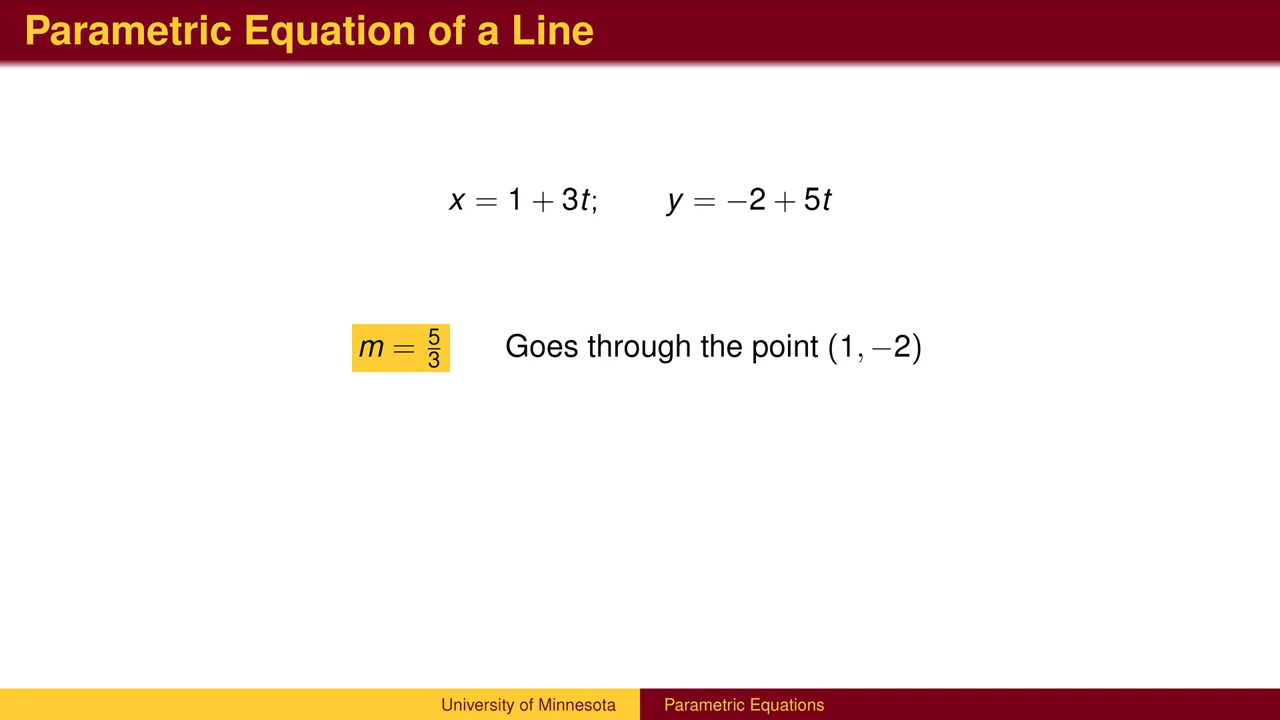 Parametric Equation of a Line
x = 1 + 3t; y = −2 + 5t
m = 5/3 Goes through the point (1, −2)
University of Minnesota Parametric Equations